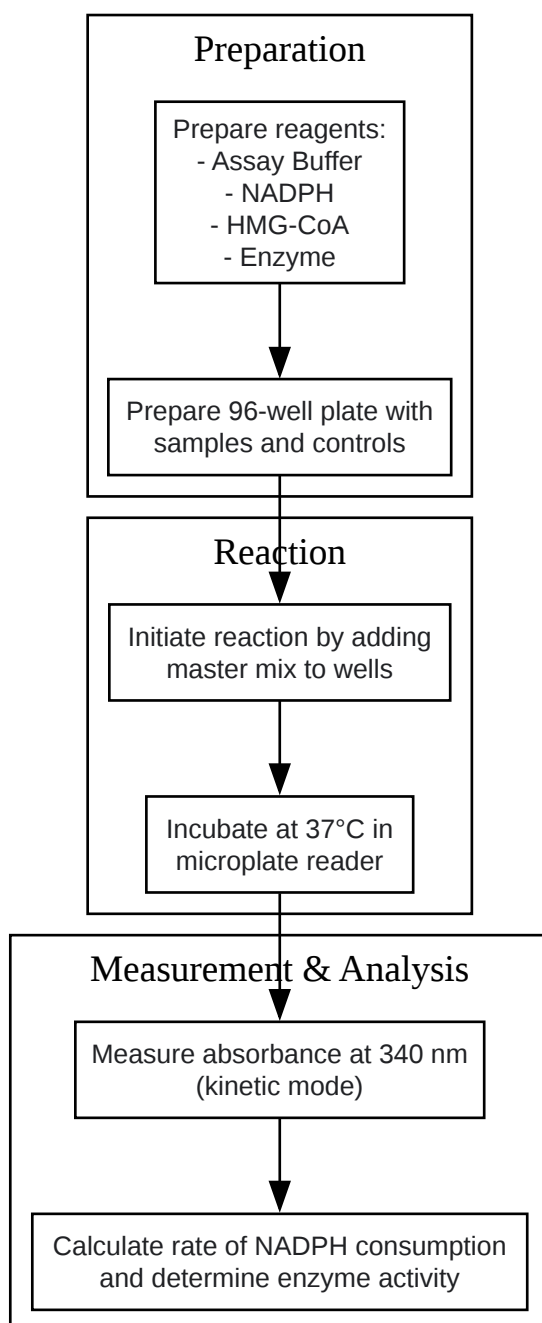 Preparation
Prepare reagents:
- Assay Buffer
- NADPH
- HMG-CoA
- Enzyme
Prepare 96-well plate with
samples and controls
Reaction
Initiate reaction by adding
master mix to wells
Incubate at 37°C in
microplate reader
Measurement & Analysis
Measure absorbance at 340 nm
(kinetic mode)
Calculate rate of NADPH consumption
and determine enzyme activity